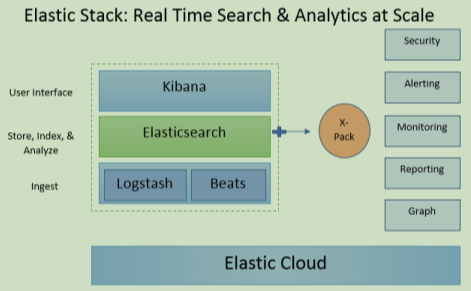 Elastic Stack: Real Time Search & Analytics at Scale
Security
User Interface
Kibana
Alerting
Store, Index, &
Analyze
Elasticsearch
X-
Pack
Monitoring
Ingest
Logstash
Beats
Reporting
Graph
Elastic Cloud